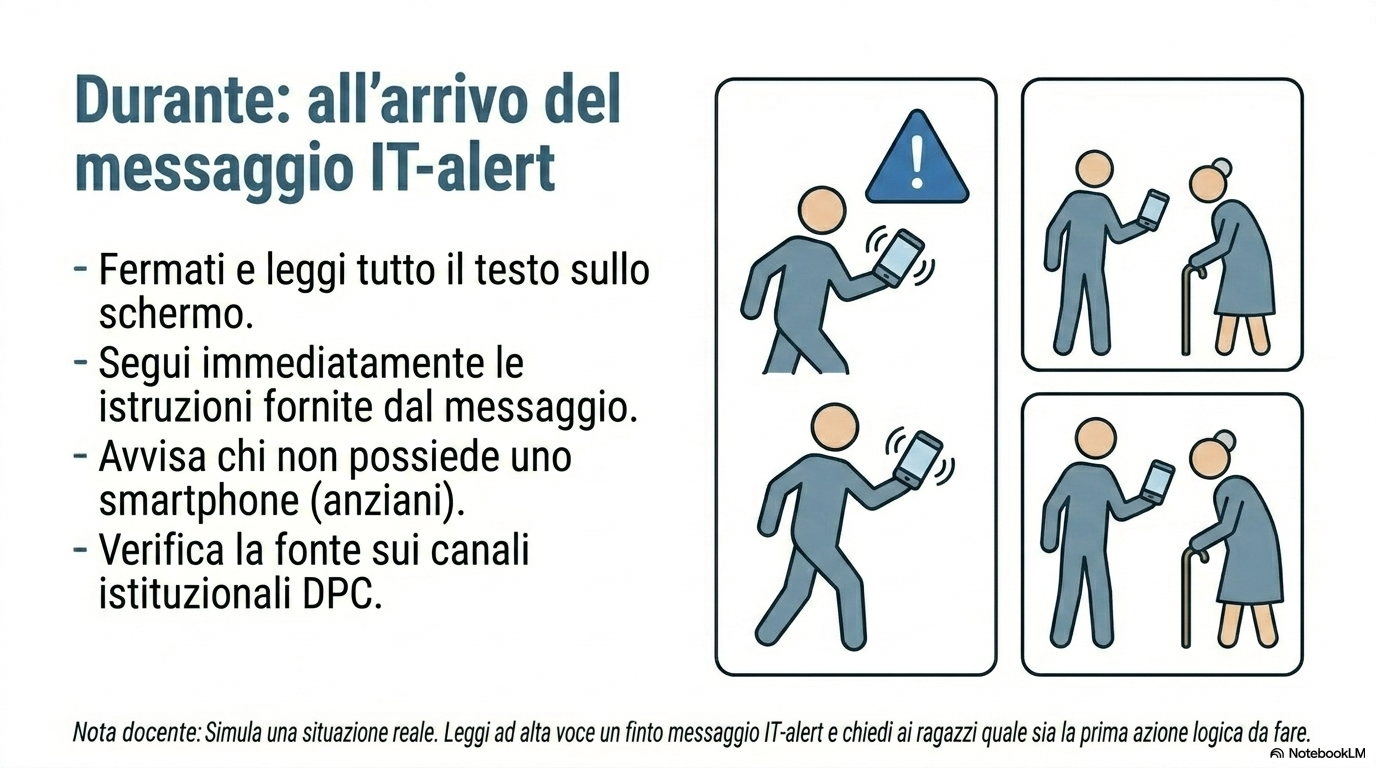 Durante: all’arrivo del
messaggio IT-alert
- Fermati e leggi tutto il testo sullo
schermo.
- Segui immediatamente le
istruzioni fornite dal messaggio.
- Avvisa chi non possiede uno
smartphone (anziani).
- Verifica la fonte sui canali
istituzionali DPC.
!
Nota docente: Simula una situazione reale. Leggi ad alta voce un finto messaggio IT-alert e chiedi ai ragazzi quale sia la prima azione logica da fare.
NotebookLM